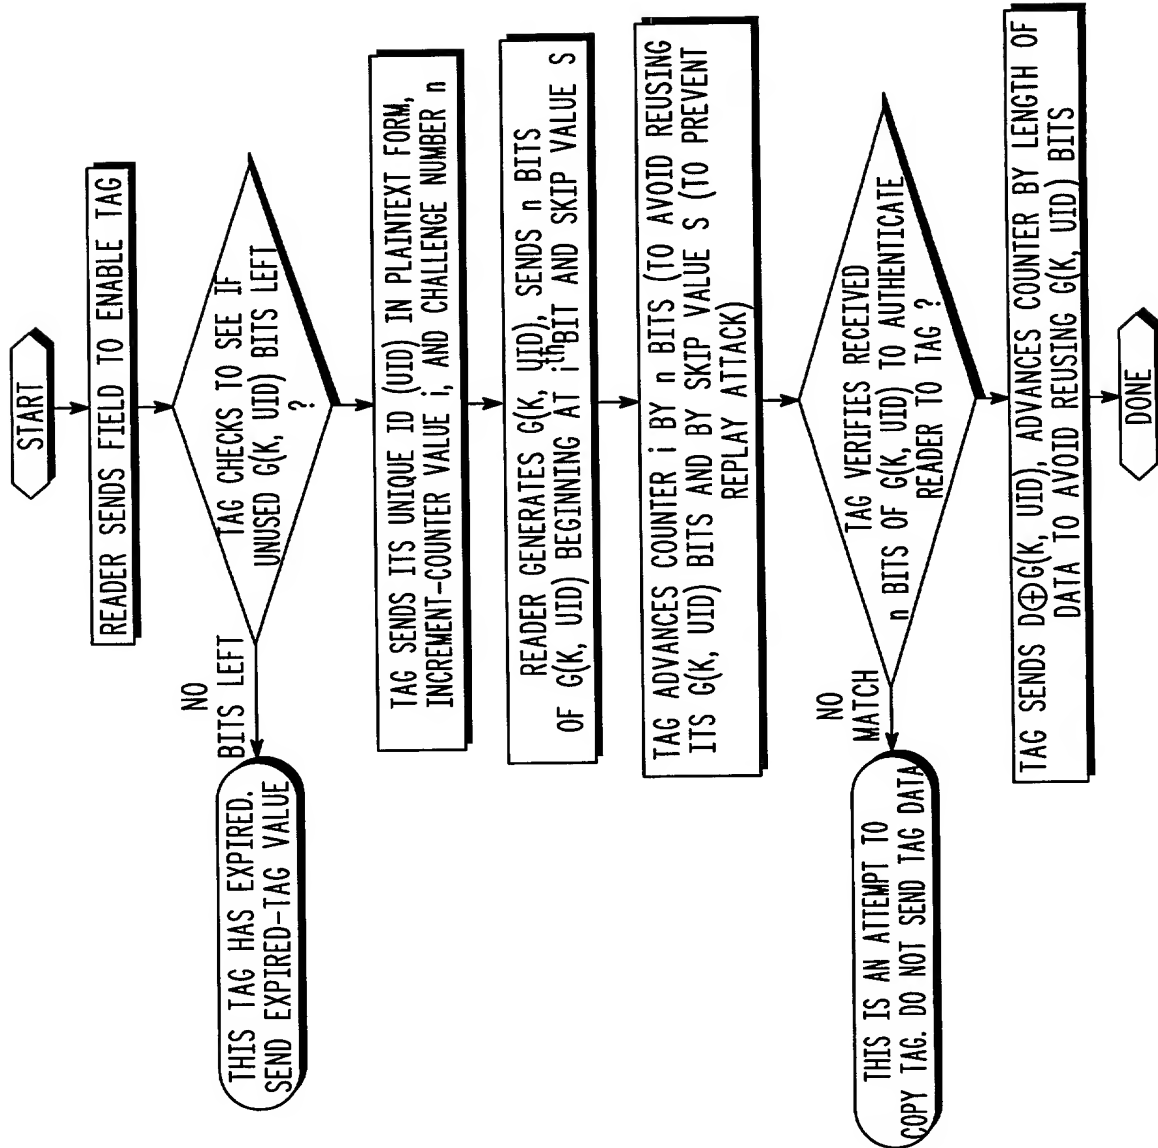 START
READER SENDS FIELD TO ENABLE TAG
TAG CHECKS TO SEE IF
UNUSED G(K, UID) BITS LEFT
?
NO
BITS LEFT
THIS TAG HAS EXPIRED.
SEND EXPIRED-TAG VALUE
TAG SENDS ITS UNIQUE ID (UID) IN PLAINTEXT FORM,
INCREMENT-COUNTER VALUE i, AND CHALLENGE NUMBER n
READER GENERATES G(K, UID), SENDS n BITS
OF G(K, UID) BEGINNING AT ith BIT AND SKIP VALUE S
TAG ADVANCES COUNTER i BY n BITS (TO AVOID REUSING
ITS G(K, UID) BITS AND BY SKIP VALUE S (TO PREVENT
REPLAY ATTACK)
TAG VERIFIES RECEIVED
n BITS OF G(K, UID) TO AUTHENTICATE
READER TO TAG ?
NO
MATCH
THIS IS AN ATTEMPT TO
COPY TAG. DO NOT SEND TAG DATA
TAG SENDS D⊕G(K, UID), ADVANCES COUNTER BY LENGTH OF
DATA TO AVOID REUSING G(K, UID) BITS
DONE